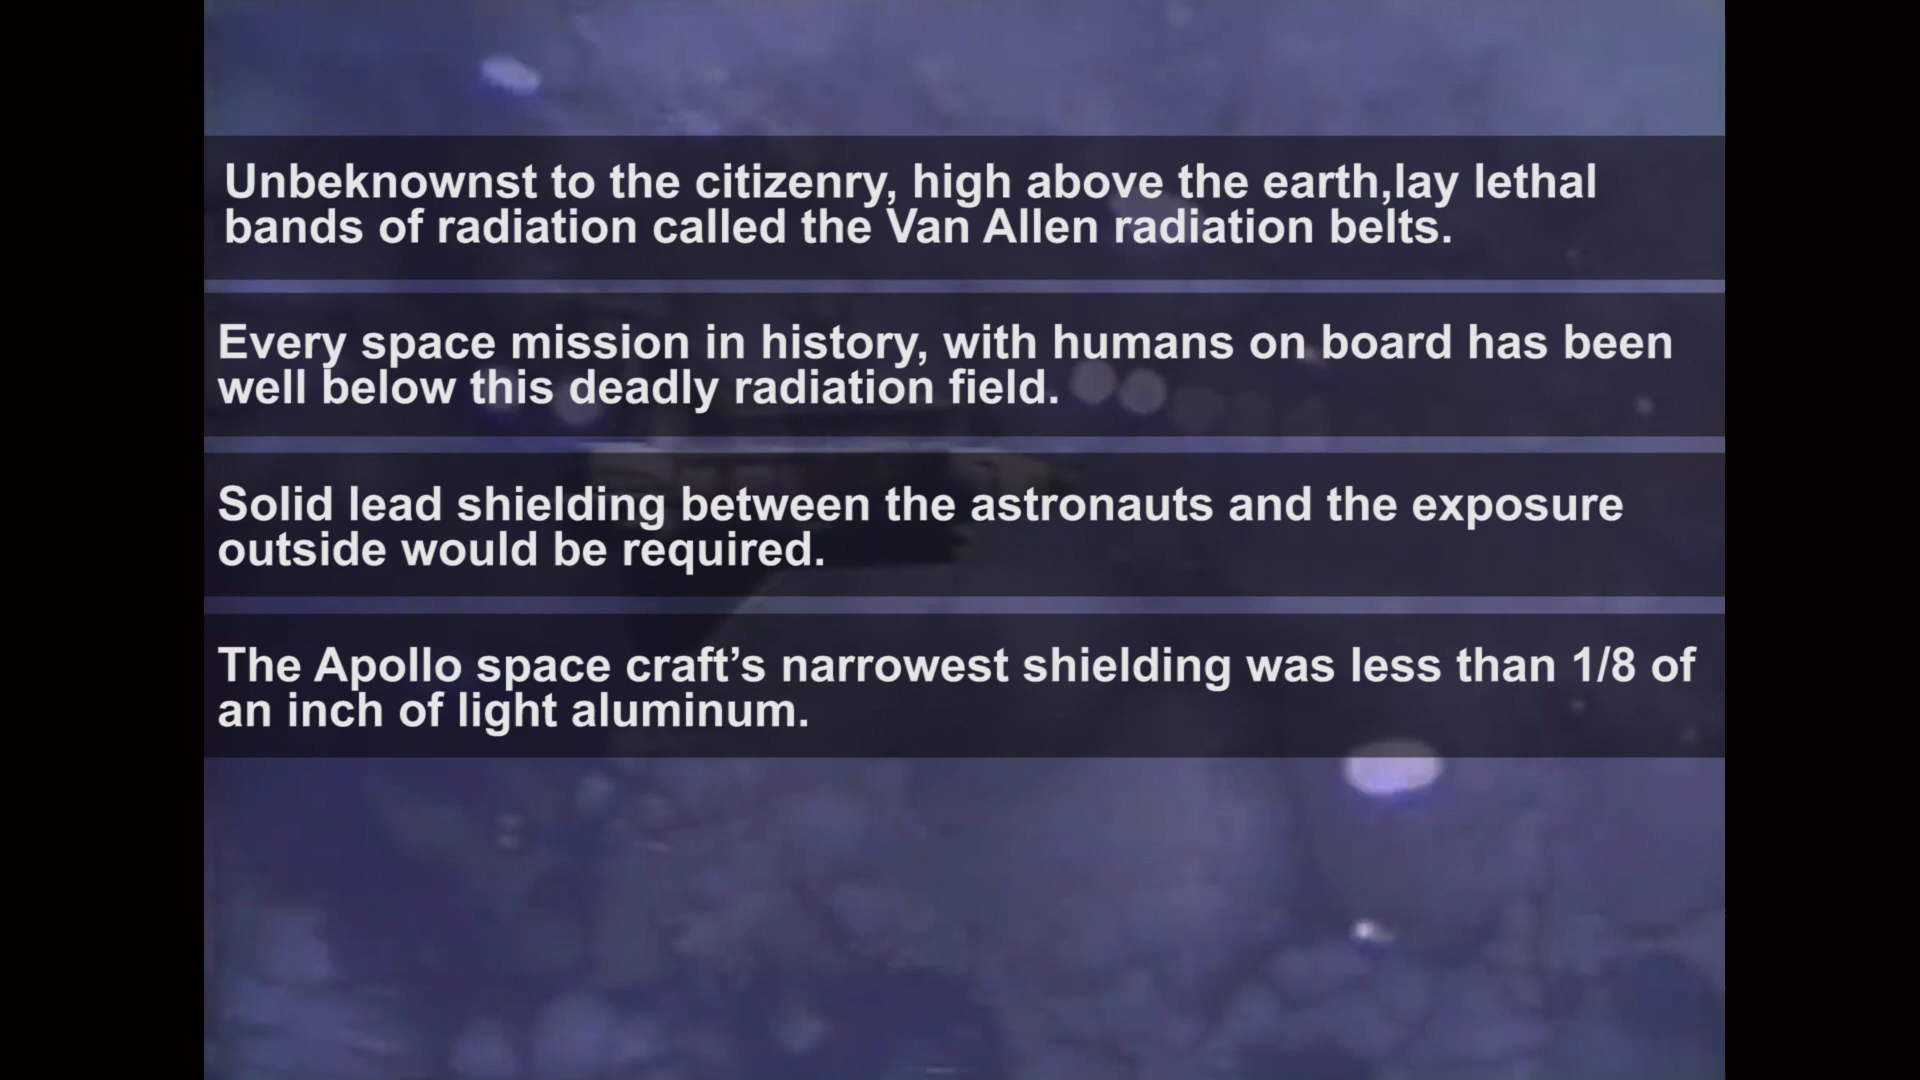 Unbeknownst to the citizenry, high above the earth,lay lethal
bands of radiation called the Van Allen radiation belts.
Every space mission in history, with humans on board has been
well below this deadly radiation field.
Solid lead shielding between the astronauts and the exposure
outside would be required.
The Apollo space craft’s narrowest shielding was less than 1/8 of
an inch of light aluminum.